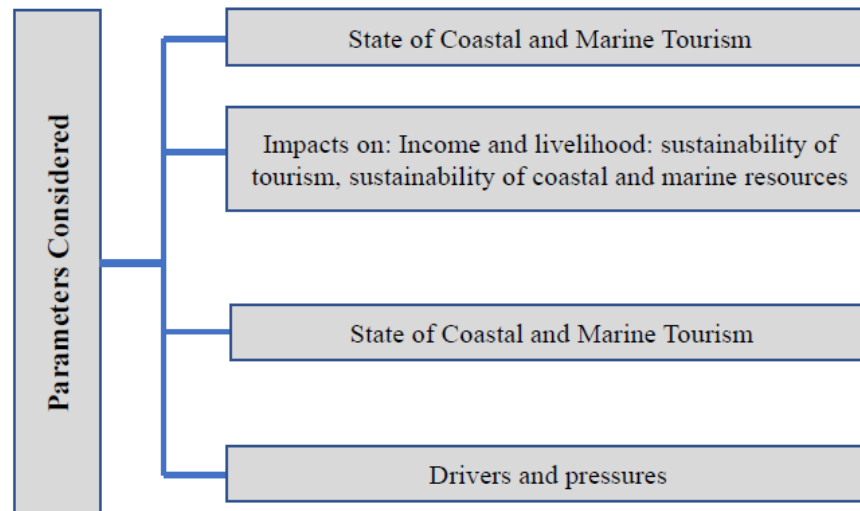 Parameters Considered
State of Coastal and Marine Tourism
Impacts on: Income and livelihood: sustainability of
tourism, sustainability of coastal and marine resources
State of Coastal and Marine Tourism
Drivers and pressures